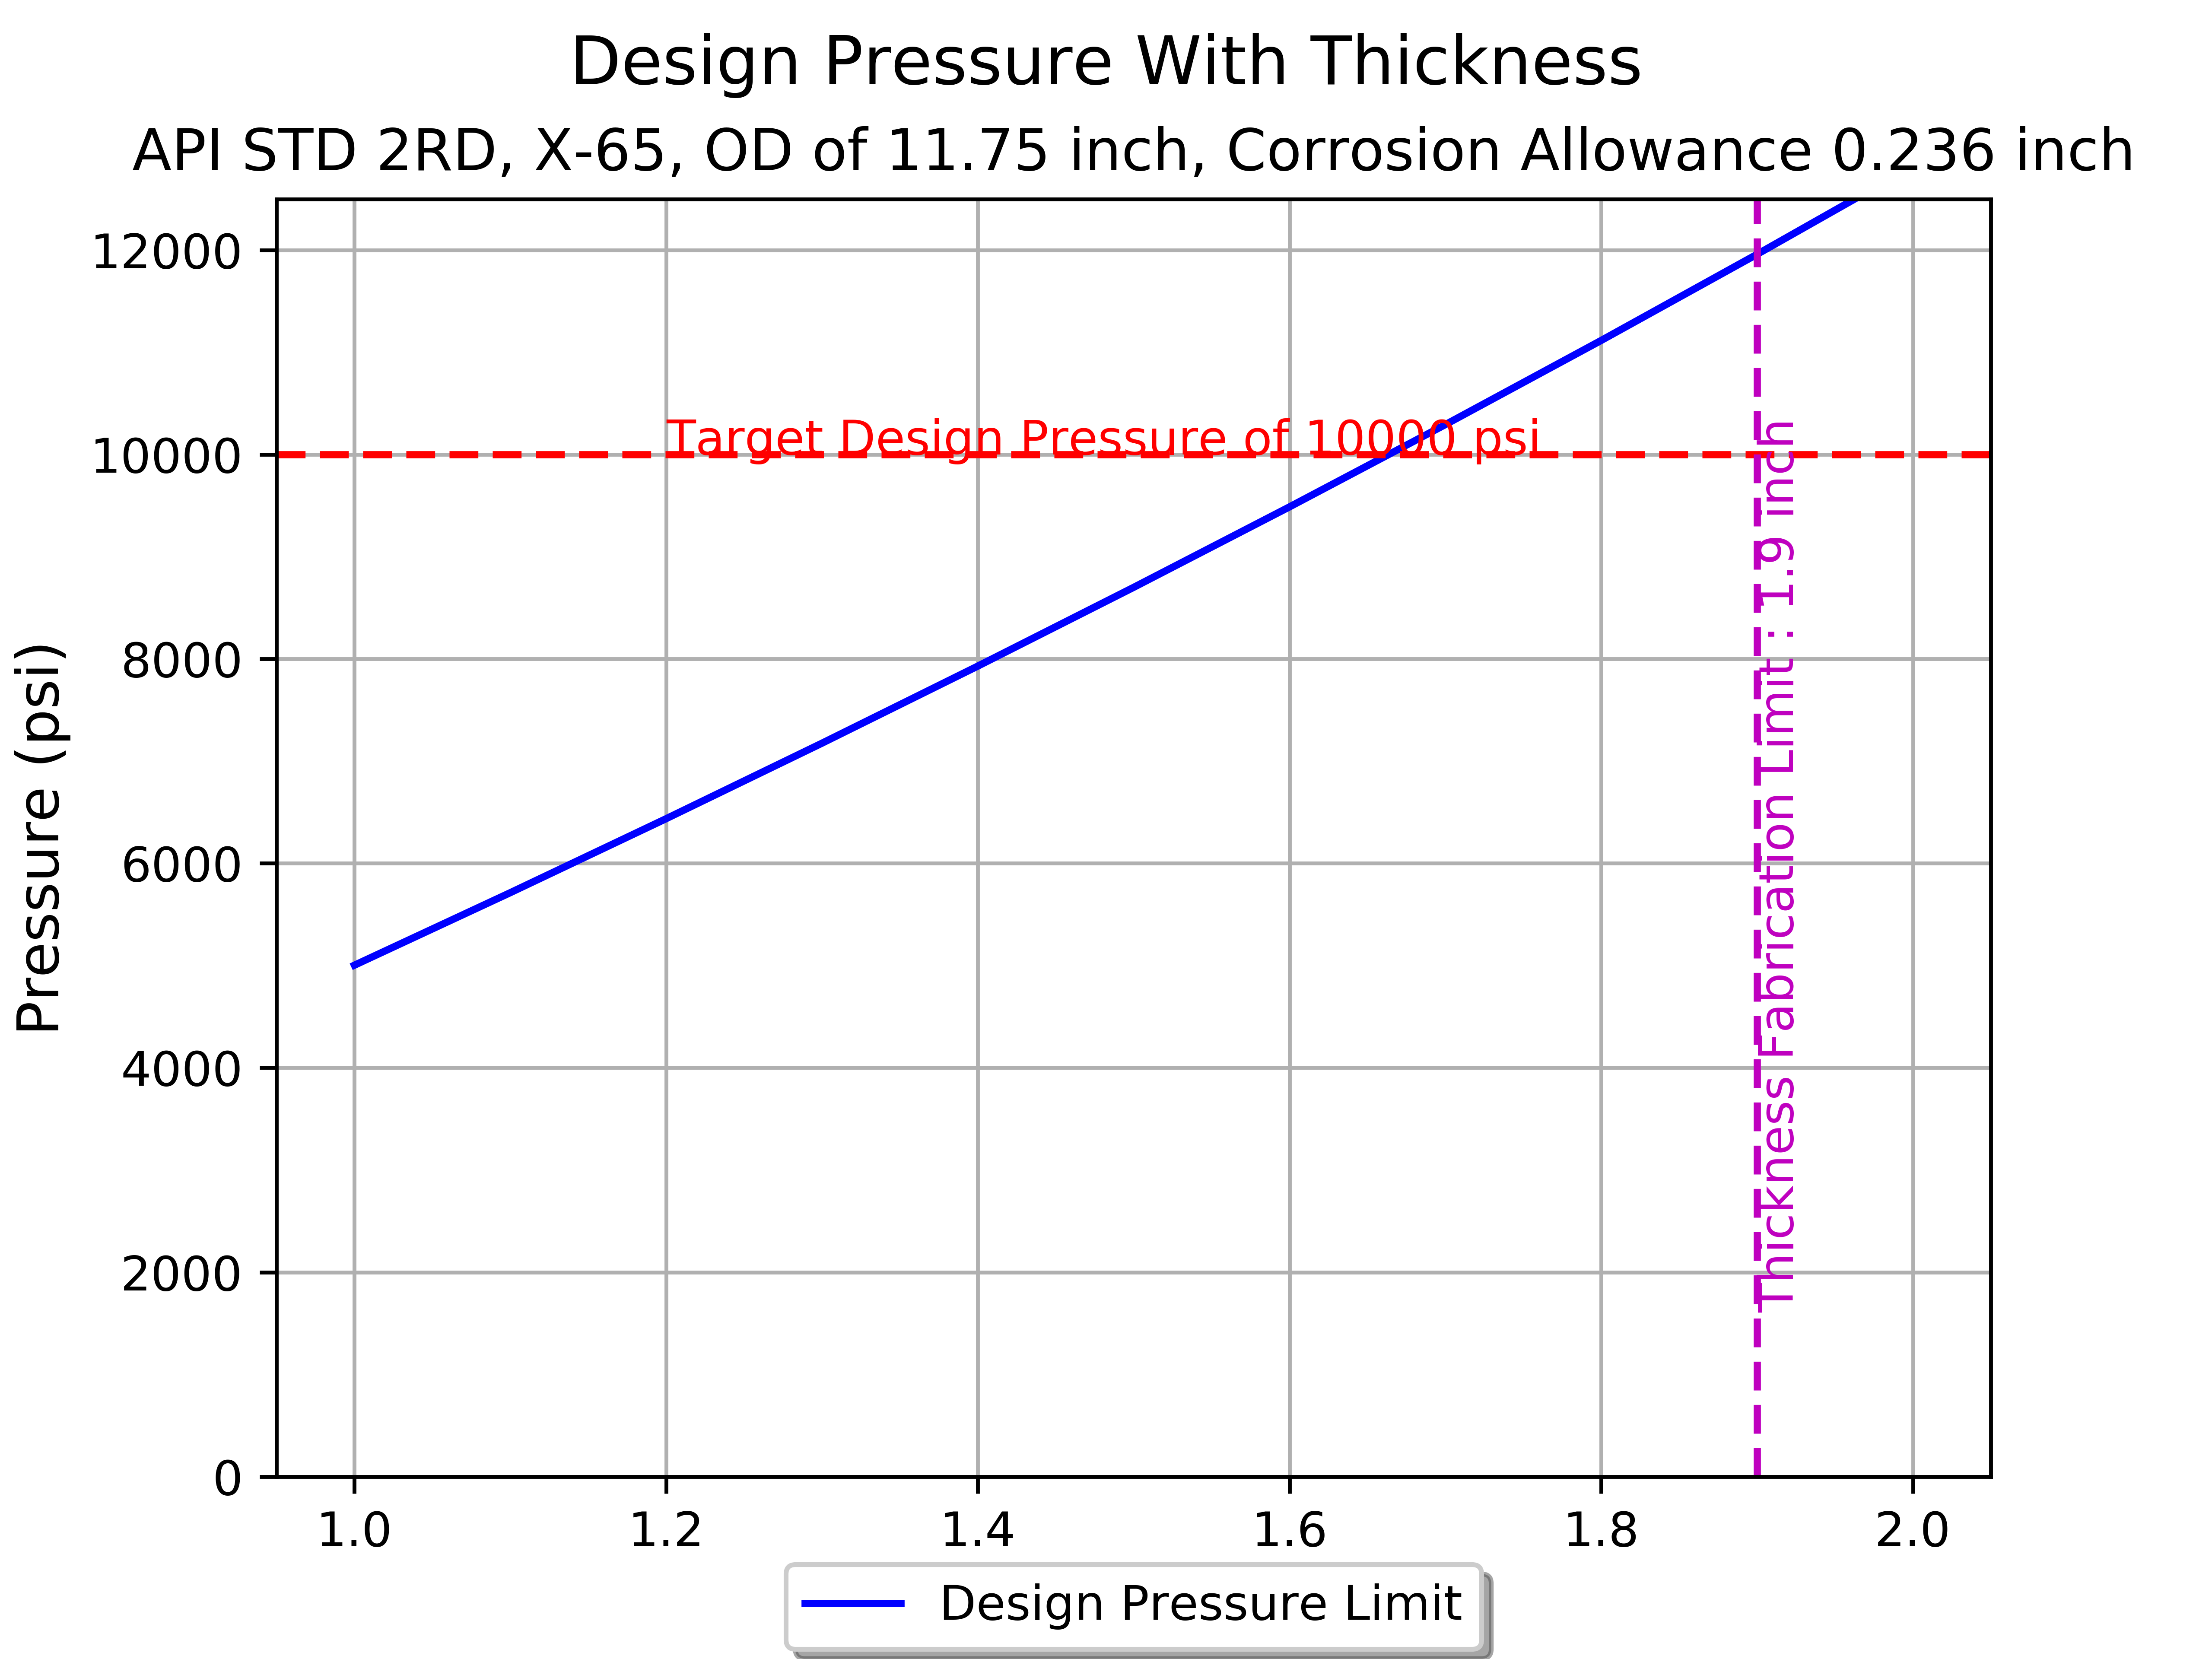 Design Pressure With Thickness
API STD 2RD, X-65, OD of 11.75 inch, Corrosion Allowance 0.236 inch
Pressure (psi)
12000
10000
8000
6000
4000
2000
0
Target Design Pressure of 10000 psi
Thickness Fabrication Limit : 1.9 inch
1.0 1.2 1.4 1.6 1.8 2.0
Design Pressure Limit